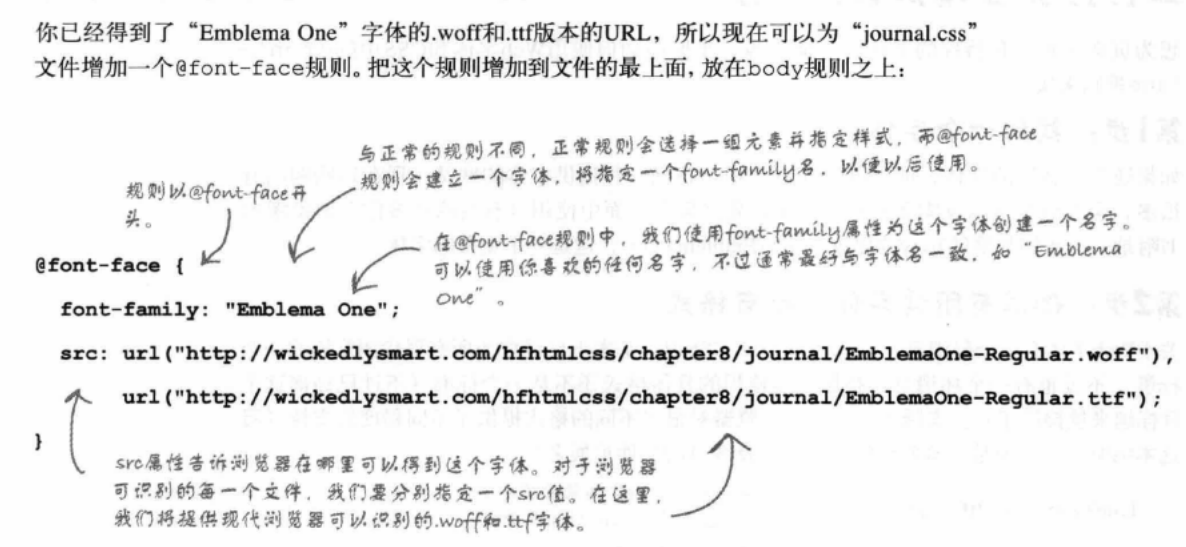 你已经得到了“Emblema One”字体的.woff和.ttf版本的URL，所以现在可以为“journal.css”
文件增加一个@font-face规则。把这个规则增加到文件的最上面，放在body规则之上：
与正常的规则不同，正常规则会选择一组元素并指定样式，而@font-face
规则会建立一个字体，将指定一个font-family名，以便以后使用。
规则以@font-face开
头。
在@font-face规则中，我们使用font-family属性为这个字体创建一个名字。
可以使用你喜欢的任何名字，不过通常最好与字体名一致，如“Emblema
One”。
@font-face {
font-family: "Emblema One";
src: url("http://wickedlysmart.com/hfhtmlcss/chapter8/journal/EmblemaOne-Regular.woff"),
url("http://wickedlysmart.com/hfhtmlcss/chapter8/journal/EmblemaOne-Regular.ttf");
}
src属性告诉浏览器在哪里可以得到这个字体。对于浏览器
可识别的每一个文件，我们要分别指定一个src值。在这里，
我们将提供现代浏览器可以识别的.woff和.ttf字体。